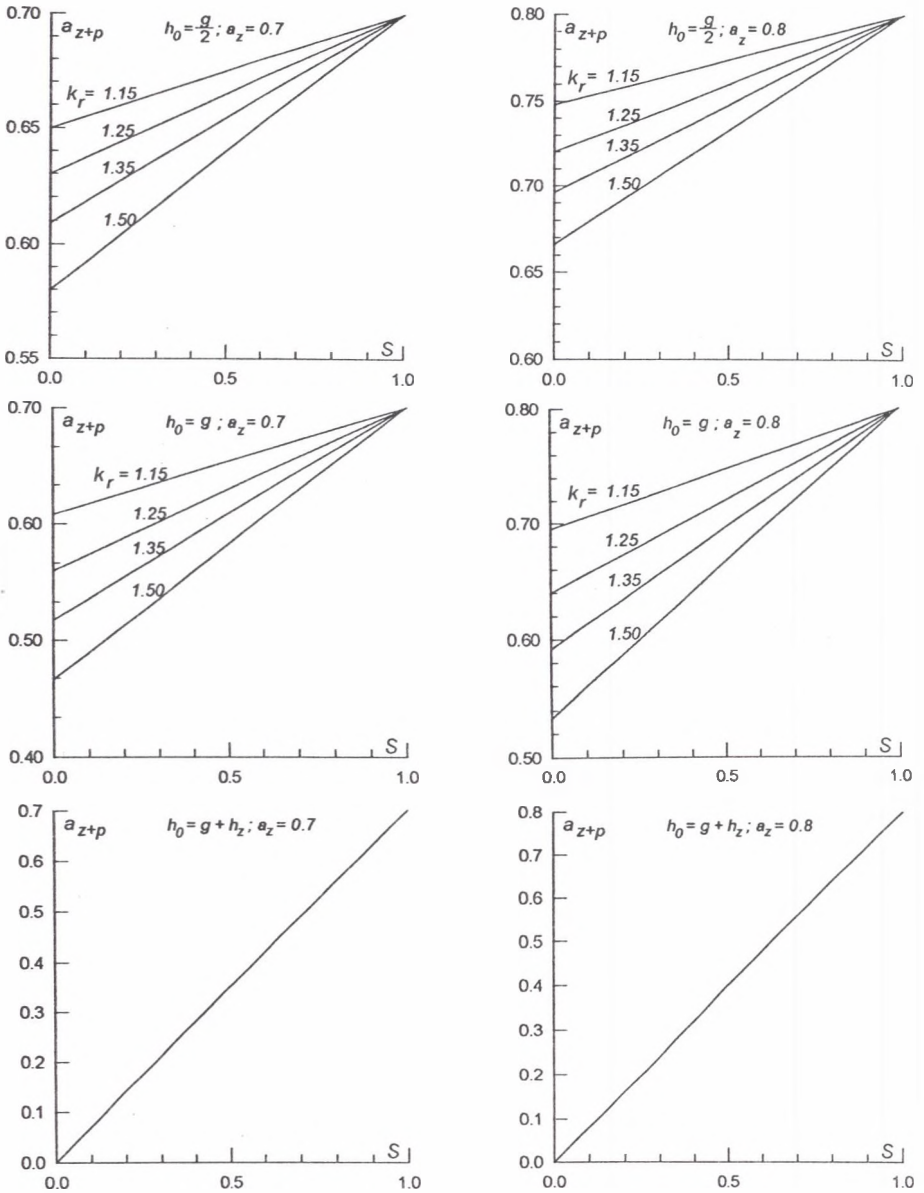 0.70
a z+p
h0 = g/2 ; az = 0.7
kr = 1.15
0.65
1.25
1.35
1.50
0.60
0.55
S
0.0 0.5 1.0
0.80
a z+p
h0 = g/2 ; az = 0.8
kr = 1.15
0.75
1.25
1.35
0.70
1.50
0.65
0.60
S
0.0 0.5 1.0
0.70
a z+p
h0 = g ; az = 0.7
kr = 1.15
0.60
1.25
1.35
1.50
0.50
0.40
S
0.0 0.5 1.0
0.80
a z+p
h0 = g ; az = 0.8
kr = 1.15
0.70
1.25
1.35
0.60
1.50
0.50
S
0.0 0.5 1.0
0.7
a z+p
h0 = g + hz ; az = 0.7
0.6
0.5
0.4
0.3
0.2
0.1
0.0
S
0.0 0.5 1.0
0.8
a z+p
h0 = g + hz ; az = 0.8
0.7
0.6
0.5
0.4
0.3
0.2
0.1
0.0
S
0.0 0.5 1.0